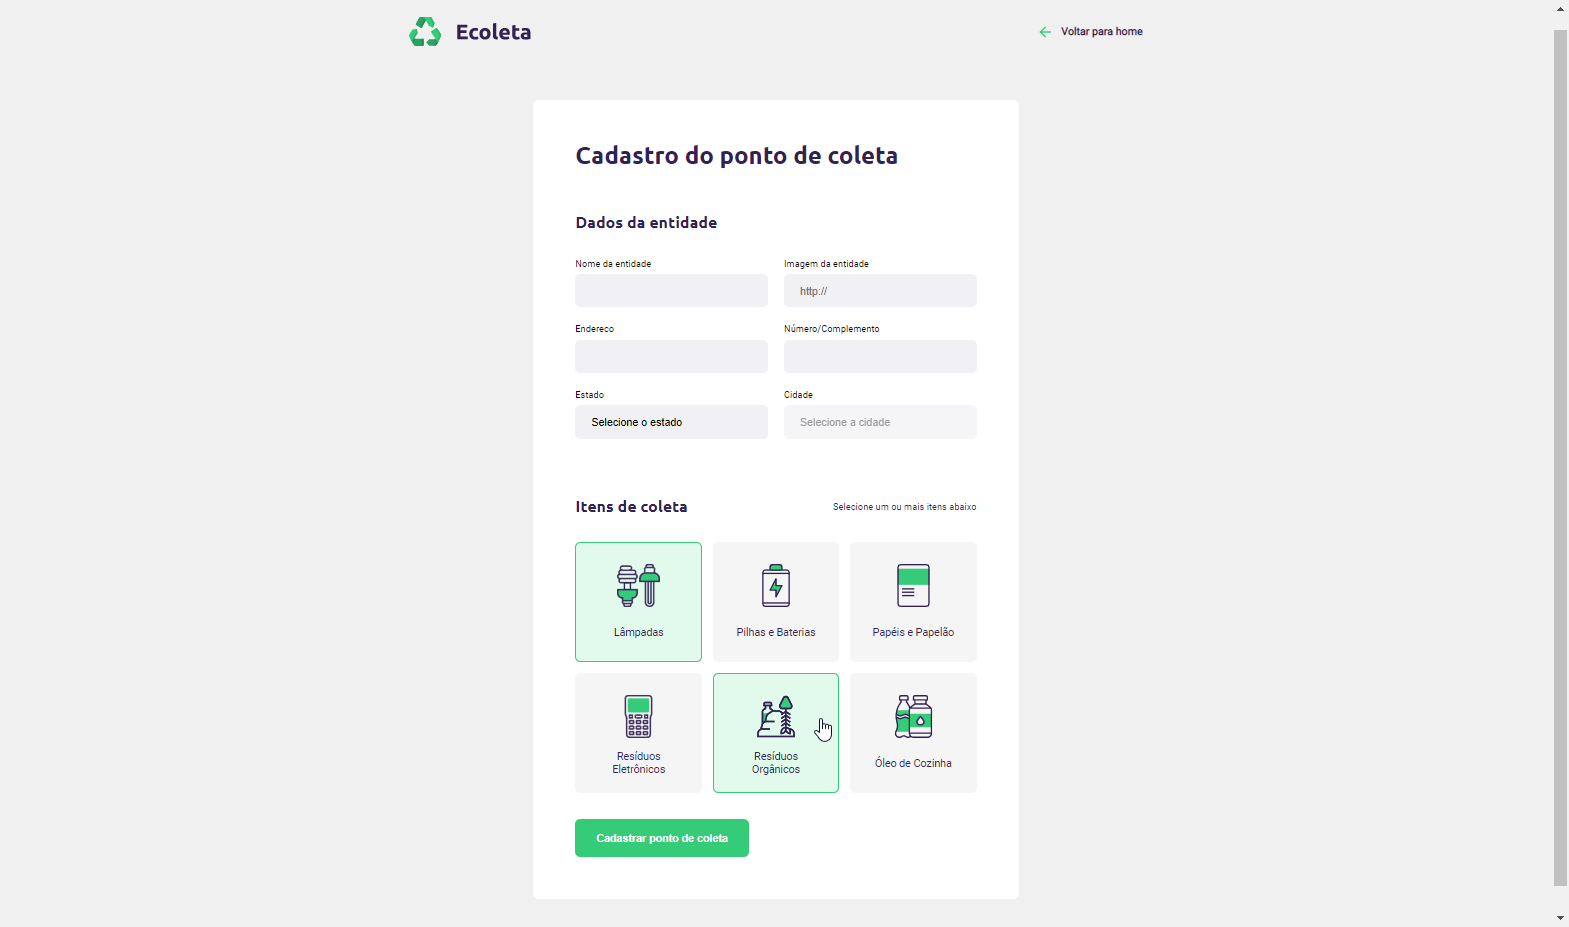 Ecoleta
Voltar para home
Cadastro do ponto de coleta
Dados da entidade
Nome da entidade
Imagem da entidade
http://
Endereco
Número/Complemento
Estado
Cidade
Selecione o estado
Selecione a cidade
Itens de coleta
Selecione um ou mais itens abaixo
Lâmpadas
Pilhas e Baterias
Papéis e Papelão
Resíduos
Eletrônicos
Resíduos
Orgânicos
Óleo de Cozinha
Cadastrar ponto de coleta